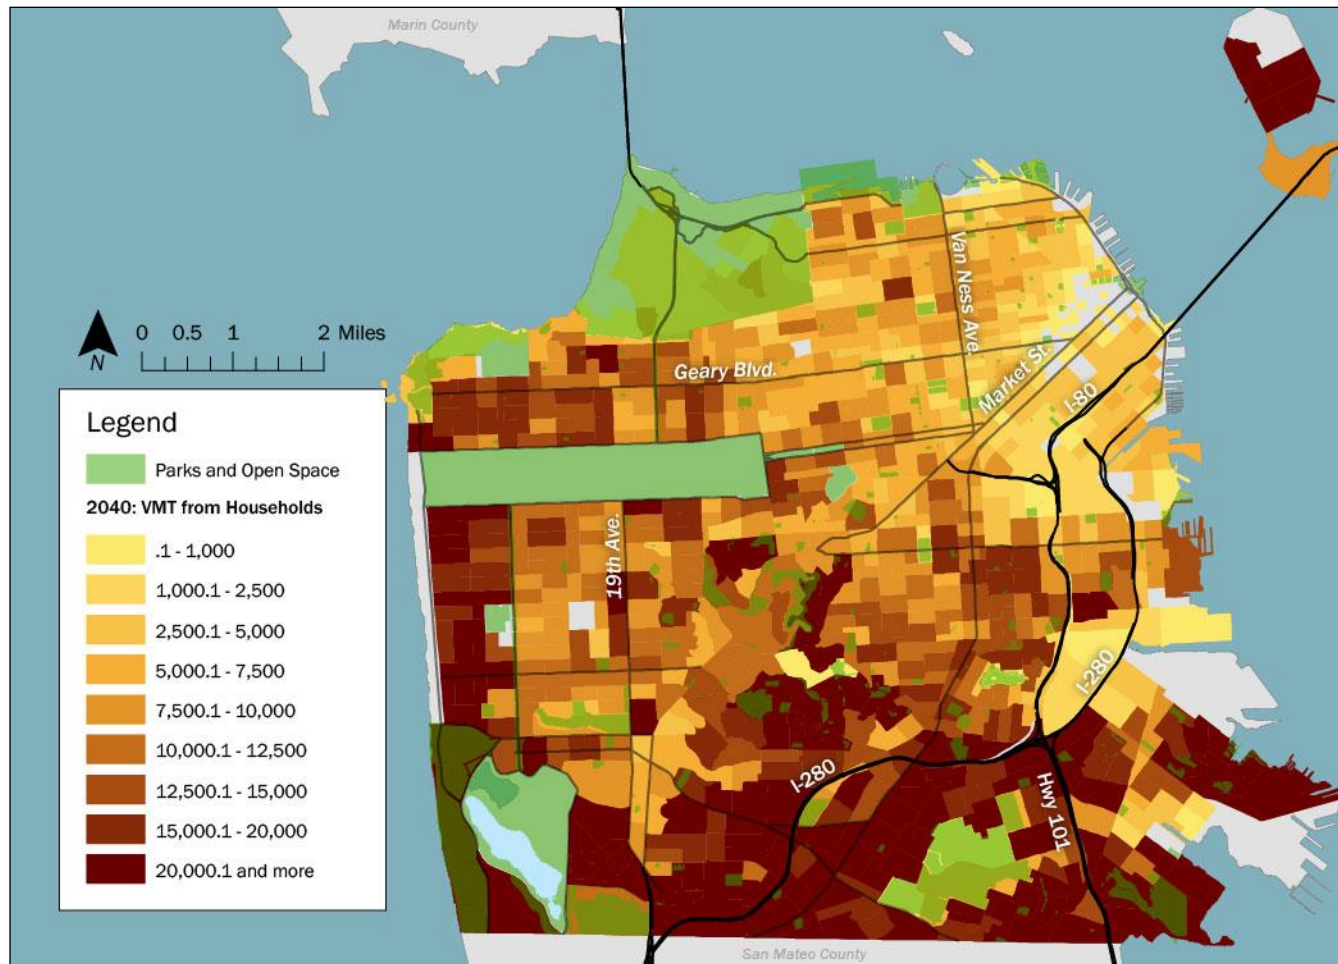 Marin County
Van Ness Ave.
0 0.5 1 2 Miles
N
Geary Blvd.
Market St.
I-80
Legend
Parks and Open Space
2040: VMT from Households
.1 - 1,000
1,000.1 - 2,500
2,500.1 - 5,000
5,000.1 - 7,500
7,500.1 - 10,000
10,000.1 - 12,500
12,500.1 - 15,000
15,000.1 - 20,000
20,000.1 and more
19th Ave.
I-280
I-280
Hwy 101
San Mateo County